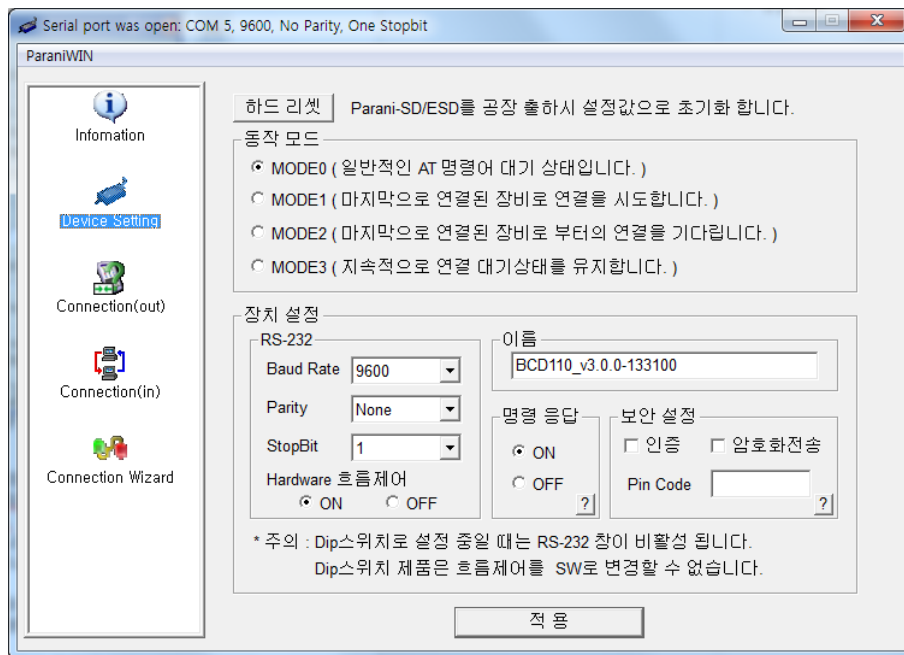 Serial port was open: COM 5, 9600, No Parity, One Stopbit
ParaniWIN
Infomation
Device Setting
Connection(out)
Connection(in)
Connection Wizard
하드 리셋 Parani-SD/ESD를 공장 출하시 설정값으로 초기화 합니다.
동작 모드
MODE0 ( 일반적인 AT 명령어 대기 상태입니다. )
MODE1 ( 마지막으로 연결된 장비로 연결을 시도합니다. )
MODE2 ( 마지막으로 연결된 장비로 부터의 연결을 기다립니다. )
MODE3 ( 지속적으로 연결 대기상태를 유지합니다. )
장치 설정
RS-232
Baud Rate 9600
Parity None
StopBit 1
Hardware 흐름제어
ON OFF
이름
BCD110_v3.0.0-133100
명령 응답
ON
OFF
?
보안 설정
인증 암호화전송
Pin Code
?
* 주의 : Dip스위치로 설정 중일 때는 RS-232 창이 비활성 됩니다.
Dip스위치 제품은 흐름제어를 SW로 변경할 수 없습니다.
적 용